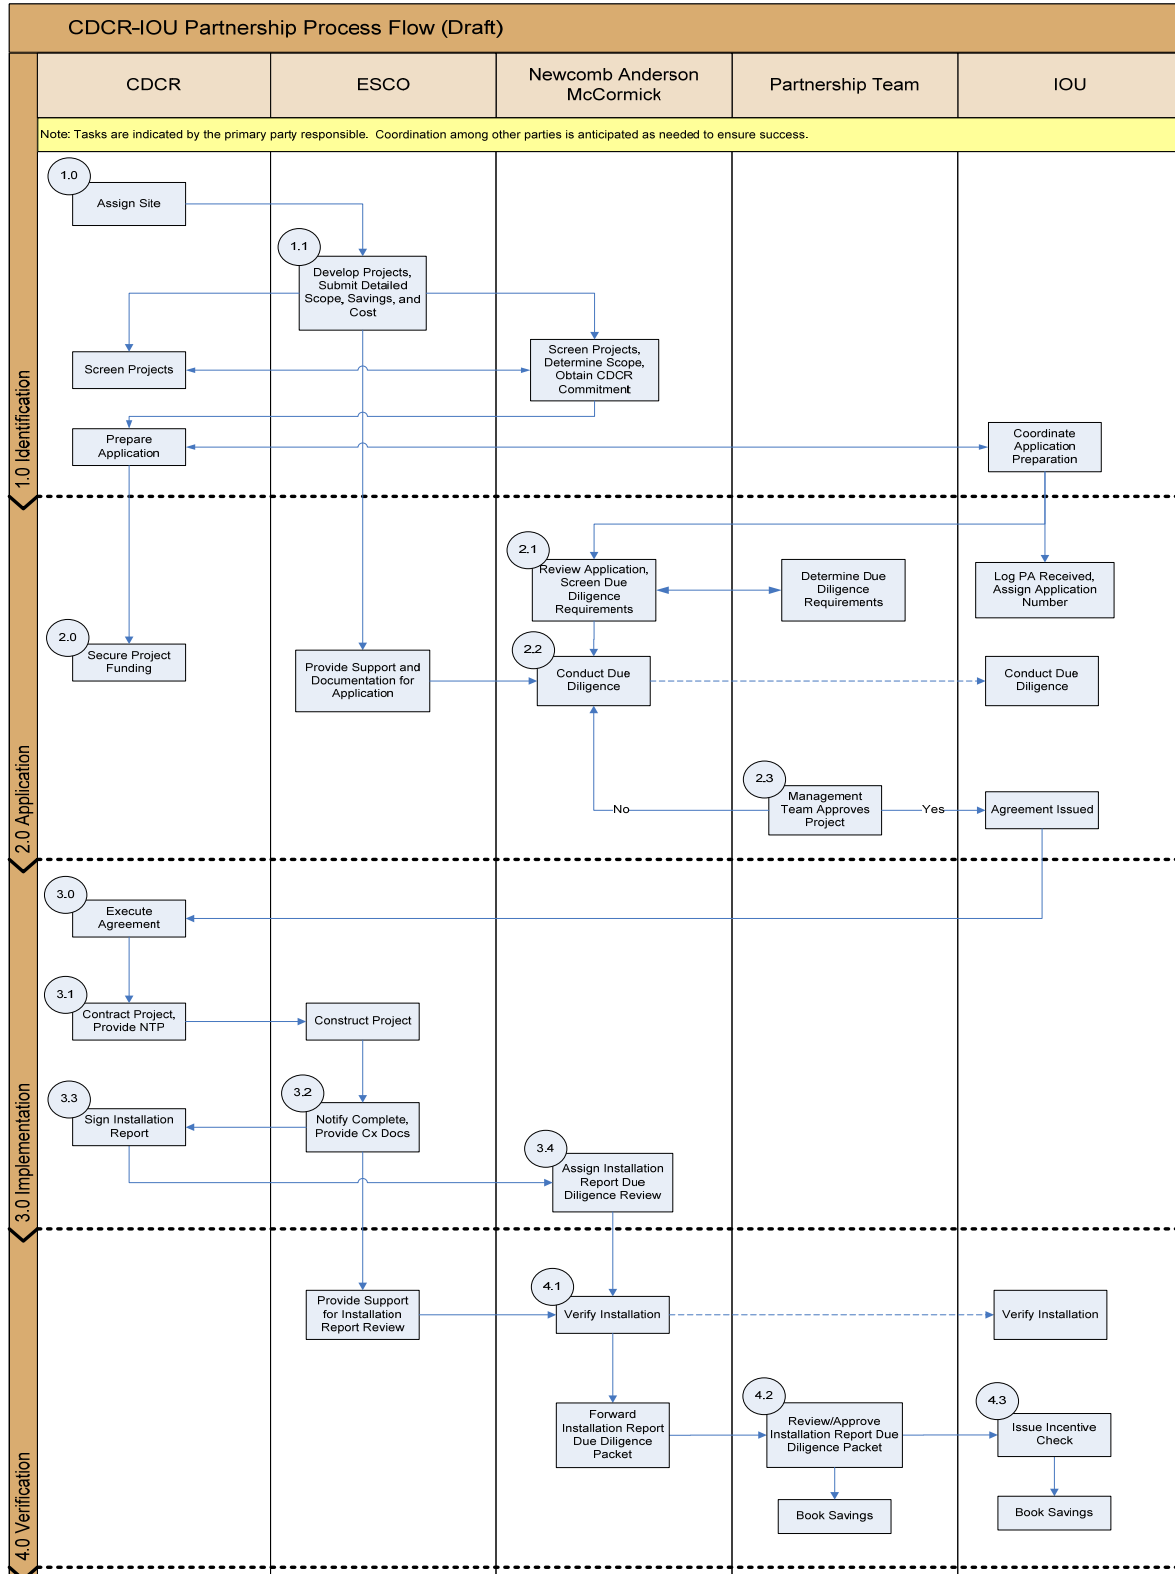 CDCR-IOU Partnership Process Flow (Draft)
CDCR
ESCO
Newcomb Anderson
McCormick
Partnership Team
IOU
Note: Tasks are indicated by the primary party responsible. Coordination among other parties is anticipated as needed to ensure success.
1.0 Identification
1.0
Assign Site
1.1
Develop Projects,
Submit Detailed
Scope, Savings, and
Cost
Screen Projects
Screen Projects,
Determine Scope,
Obtain CDCR
Commitment
Prepare
Application
Coordinate
Application
Preparation
2.0 Application
2.1
Review Application,
Screen Due
Diligence
Requirements
Determine Due
Diligence
Requirements
Log PA Received,
Assign Application
Number
2.0
Secure Project
Funding
Provide Support and
Documentation for
Application
2.2
Conduct Due
Diligence
Conduct Due
Diligence
2.3
Management
Team Approves
Project
No
Yes
Agreement Issued
3.0 Implementation
3.0
Execute
Agreement
3.1
Contract Project,
Provide NTP
Construct Project
3.3
Sign Installation
Report
3.2
Notify Complete,
Provide Cx Docs
3.4
Assign Installation
Report Due
Diligence Review
4.0 Verification
Provide Support
for Installation
Report Review
4.1
Verify Installation
Verify Installation
Forward
Installation Report
Due Diligence
Packet
4.2
Review/Approve
Installation Report Due
Diligence Packet
4.3
Issue Incentive
Check
Book Savings
Book Savings